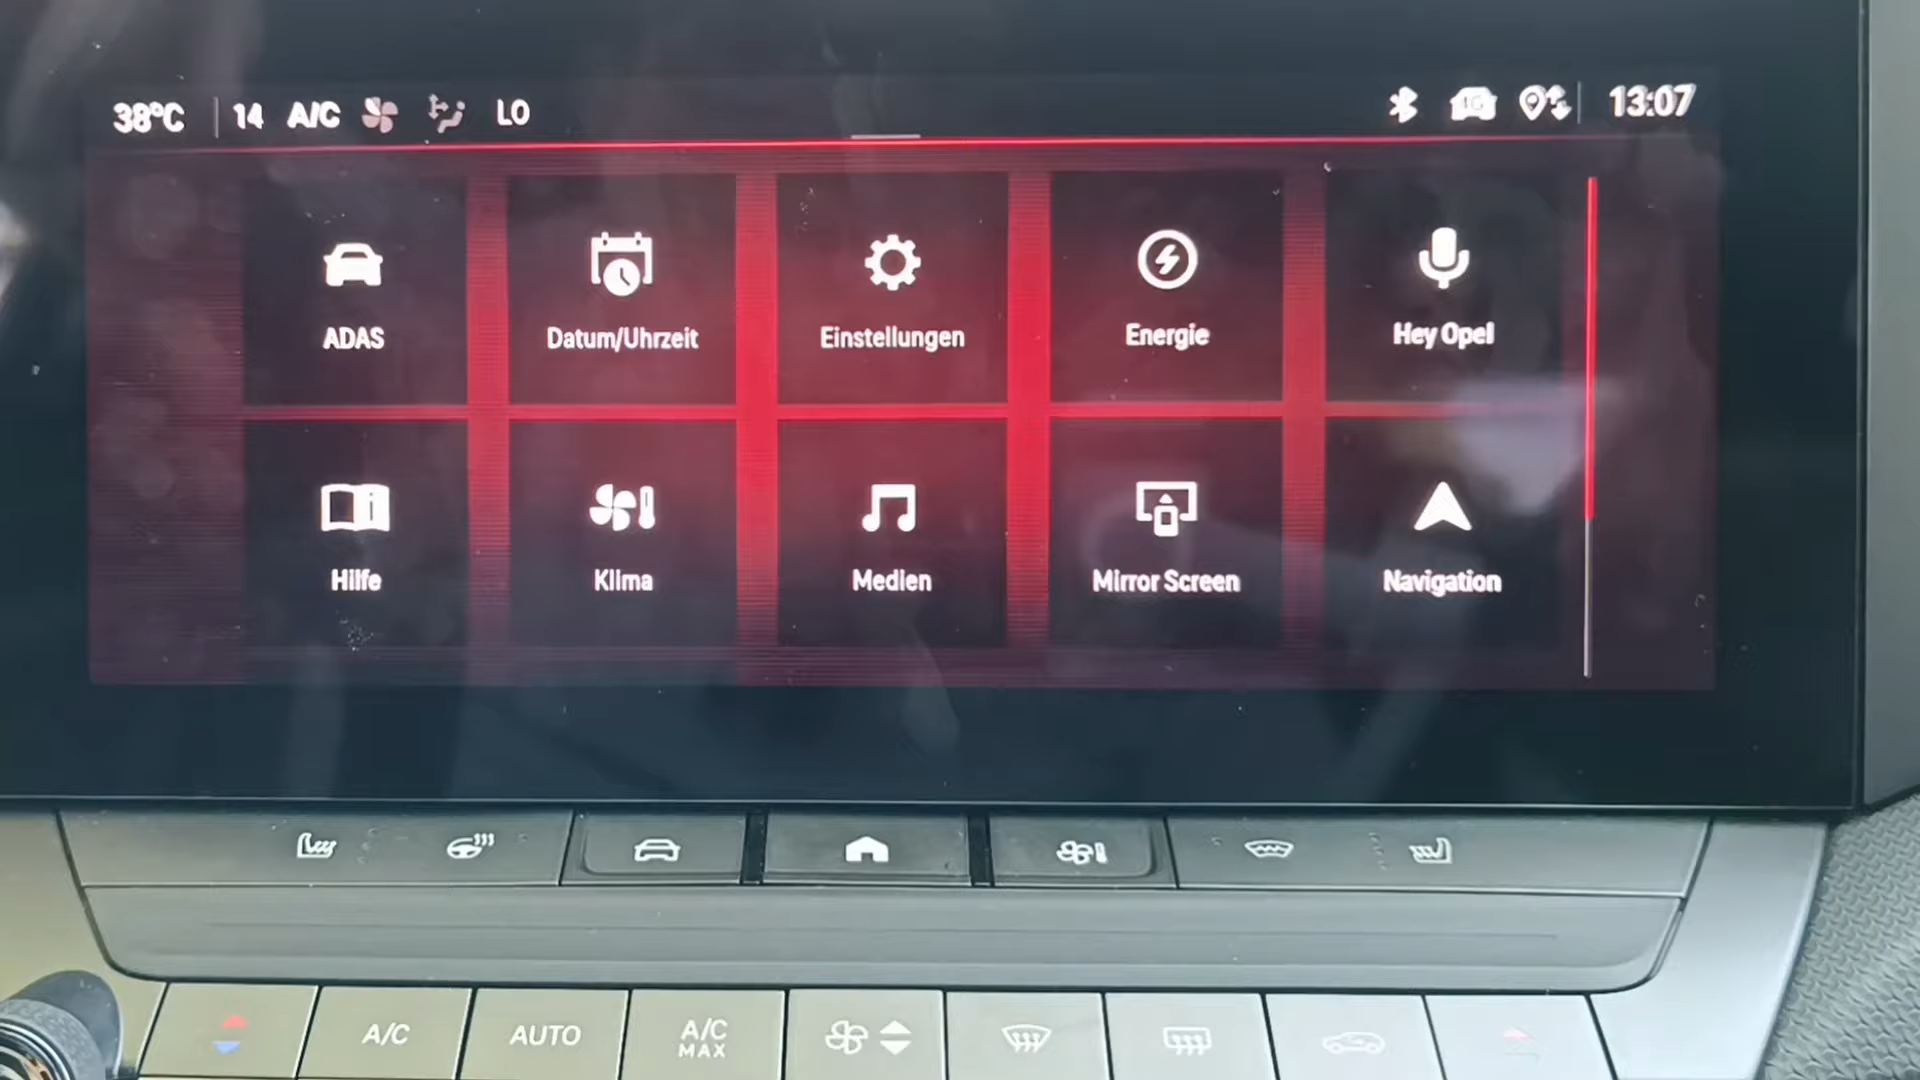 38°C 14 A/C LO 4G 13:07
ADAS Datum/Uhrzeit Einstellungen Energie Hey Opel
Hilfe Klima Medien Mirror Screen Navigation
A/C AUTO A/C MAX